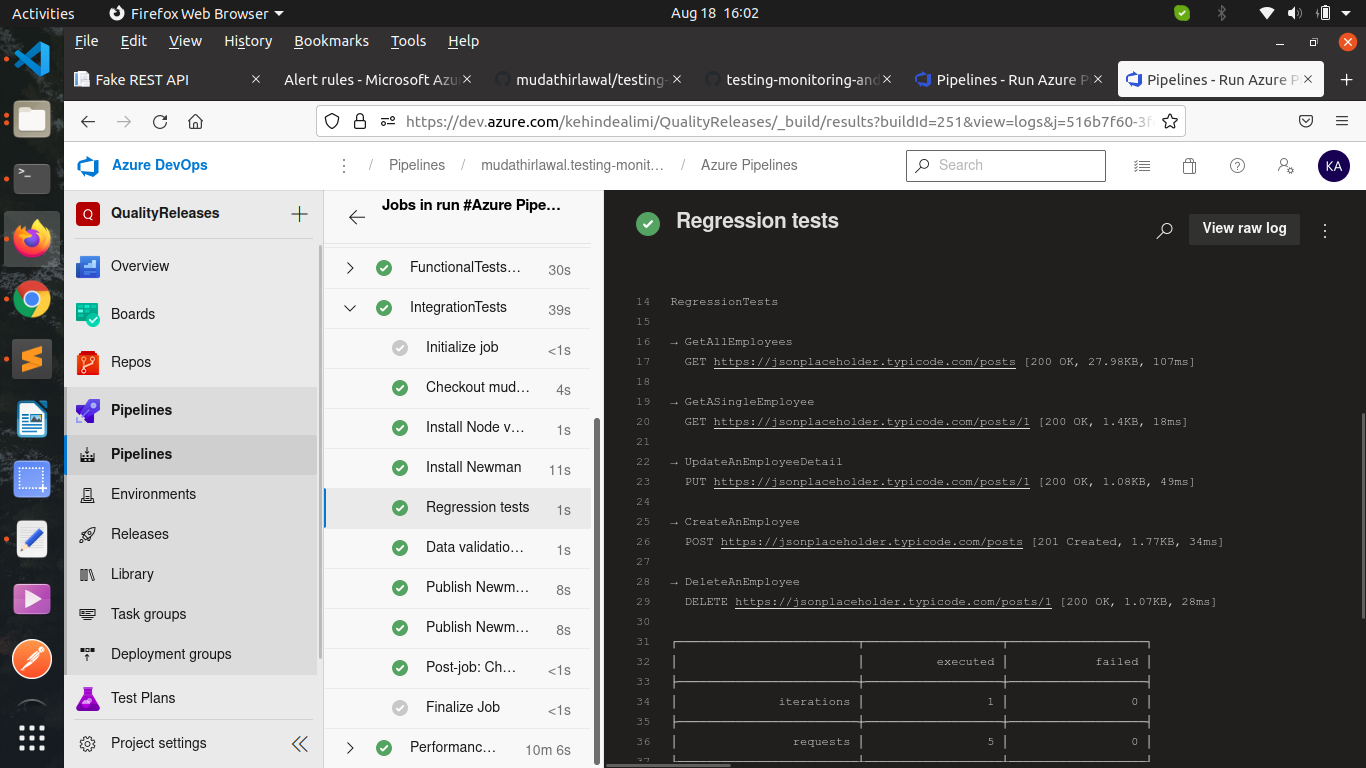 Activities
Firefox Web Browser
Aug 18 16:02
File Edit View History Bookmarks Tools Help
Fake REST API
Alert rules - Microsoft Azu
mudathirlawal/testing-
testing-monitoring-and
Pipelines - Run Azure P
Pipelines - Run Azure P
https://dev.azure.com/kehindealimi/QualityReleases/_build/results?buildId=251&view=logs&j=516b7f60-3f
Azure DevOps
/ Pipelines / mudathirlawal.testing-monit... / Azure Pipelines
Search
KA
Q QualityReleases
Overview
Boards
Repos
Pipelines
Pipelines
Environments
Releases
Library
Task groups
Deployment groups
Test Plans
Project settings
Jobs in run #Azure Pipe...
FunctionalTests... 30s
IntegrationTests 39s
Initialize job <1s
Checkout mud... 4s
Install Node v... 1s
Install Newman 11s
Regression tests 1s
Data validatio... 1s
Publish Newm... 8s
Publish Newm... 8s
Post-job: Ch... <1s
Finalize Job <1s
Performanc... 10m 6s
Regression tests
View raw log
14 RegressionTests
15
16 → GetAllEmployees
17 GET https://jsonplaceholder.typicode.com/posts [200 OK, 27.98KB, 107ms]
18
19 → GetASingleEmployee
20 GET https://jsonplaceholder.typicode.com/posts/1 [200 OK, 1.4KB, 18ms]
21
22 → UpdateAnEmployeeDetail
23 PUT https://jsonplaceholder.typicode.com/posts/1 [200 OK, 1.08KB, 49ms]
24
25 → CreateAnEmployee
26 POST https://jsonplaceholder.typicode.com/posts [201 Created, 1.77KB, 34ms]
27
28 → DeleteAnEmployee
29 DELETE https://jsonplaceholder.typicode.com/posts/1 [200 OK, 1.07KB, 28ms]
30
31
32 executed failed
33
34 iterations 1 0
35
36 requests 5 0
37